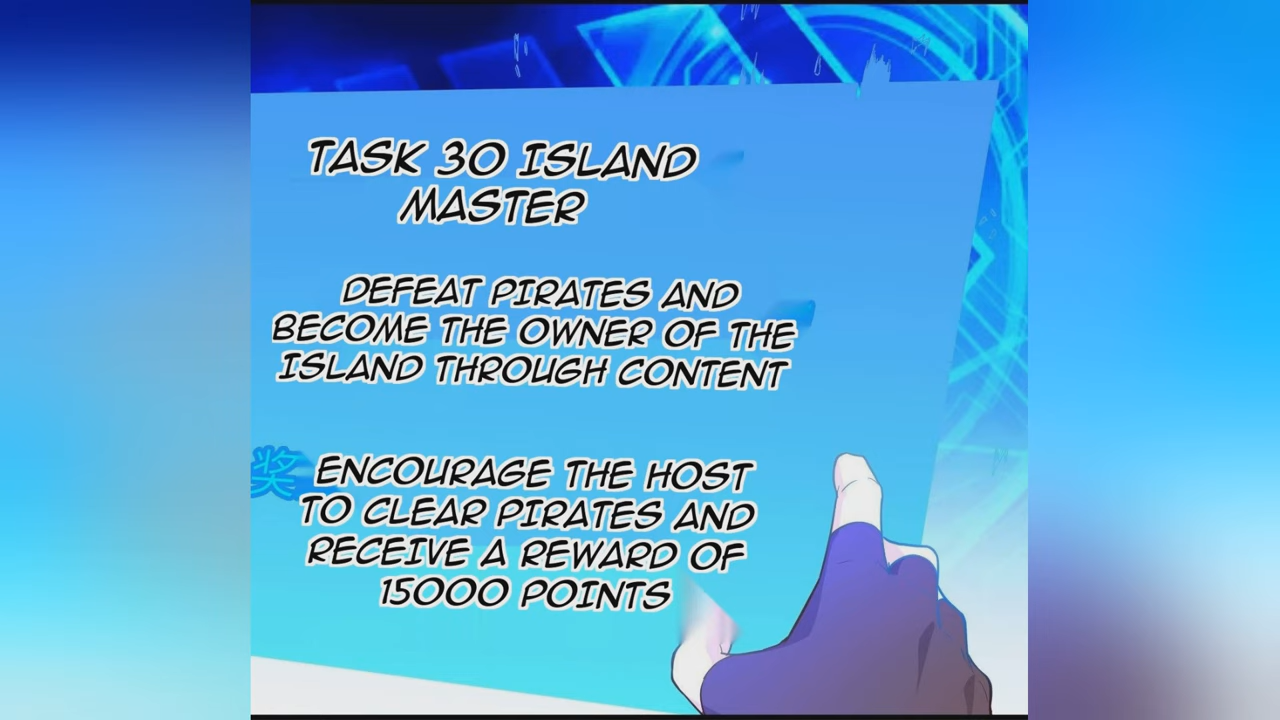 TASK 30 ISLAND
MASTER
DEFEAT PIRATES AND
BECOME THE OWNER OF THE
ISLAND THROUGH CONTENT
奖 ENCOURAGE THE HOST
TO CLEAR PIRATES AND
RECEIVE A REWARD OF
15000 POINTS